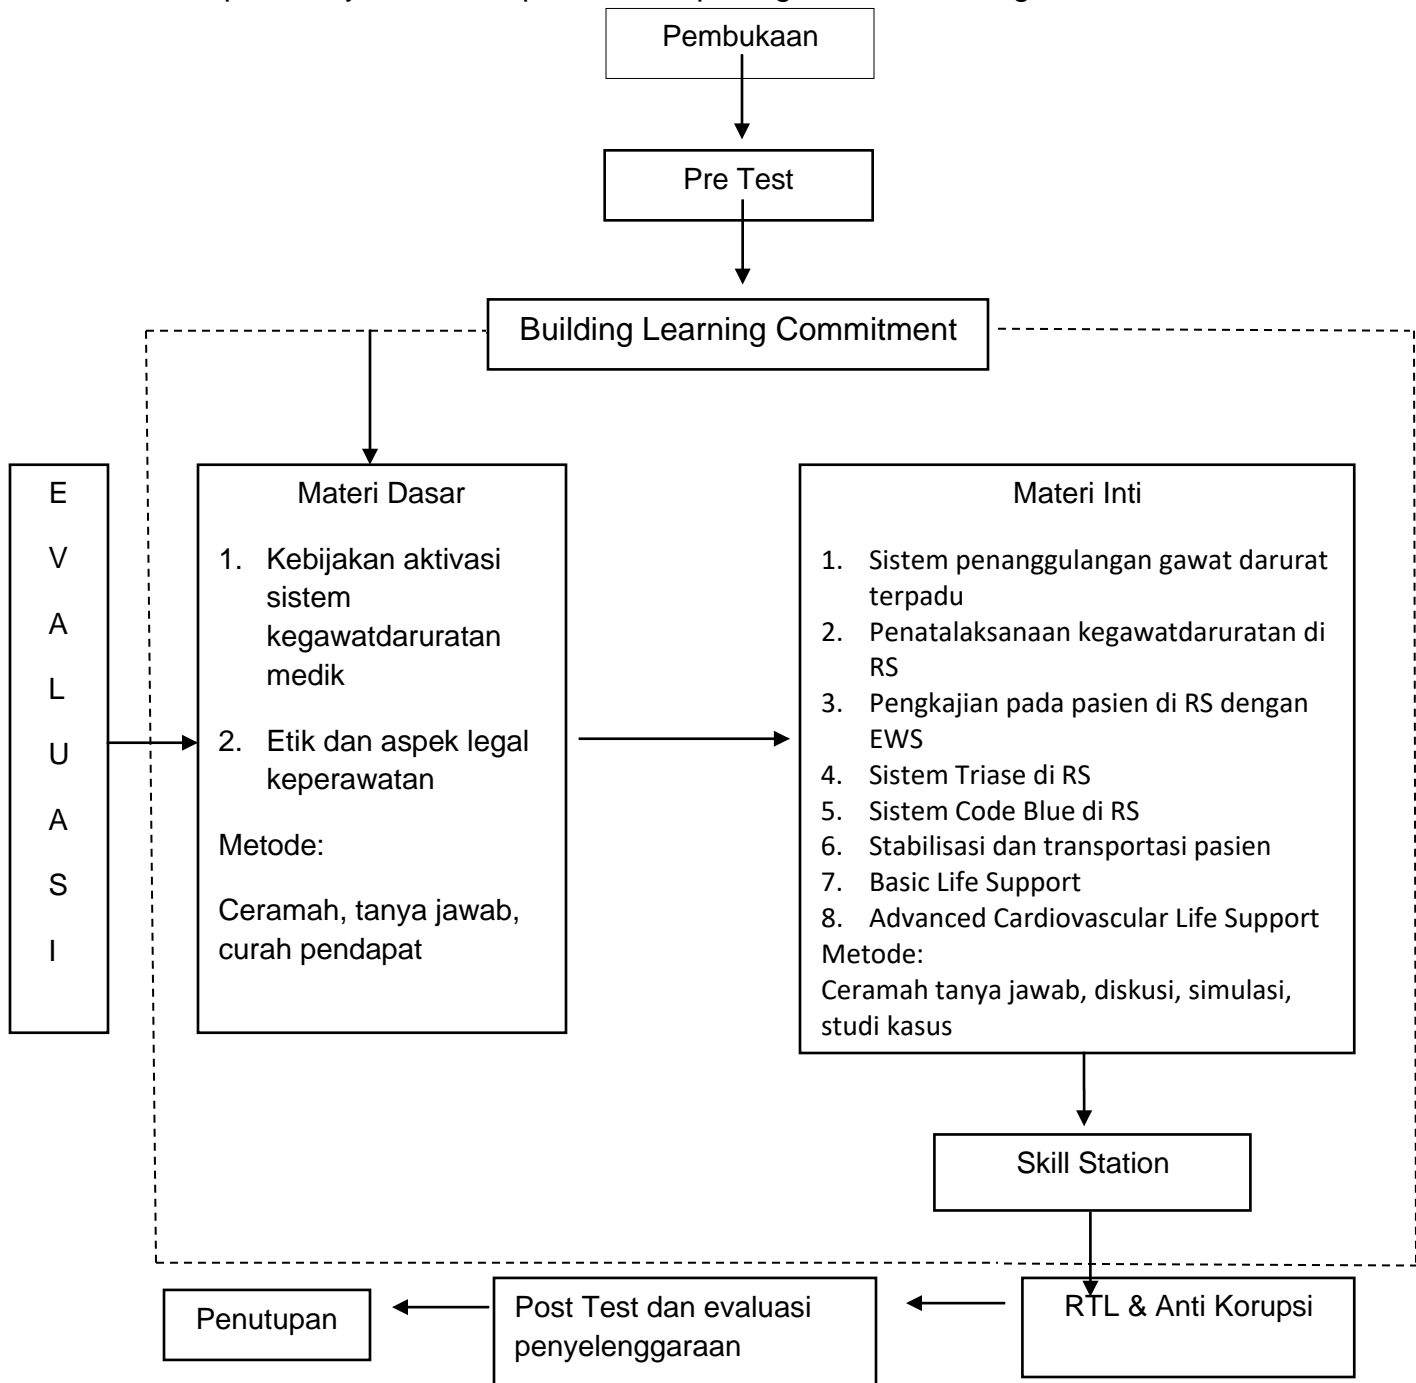 Pembukaan
Pre Test
Building Learning Commitment
E
V
A
L
U
A
S
I
Materi Dasar
1. Kebijakan aktivasi
sistem
kegawatdaruratan
medik
2. Etik dan aspek legal
keperawatan
Metode:
Ceramah, tanya jawab,
curah pendapat
Materi Inti
1. Sistem penanggulangan gawat darurat
terpadu
2. Penatalaksanaan kegawatdaruratan di
RS
3. Pengkajian pada pasien di RS dengan
EWS
4. Sistem Triase di RS
5. Sistem Code Blue di RS
6. Stabilisasi dan transportasi pasien
7. Basic Life Support
8. Advanced Cardiovascular Life Support
Metode:
Ceramah tanya jawab, diskusi, simulasi,
studi kasus
Skill Station
RTL & Anti Korupsi
Post Test dan evaluasi
penyelenggaraan
Penutupan